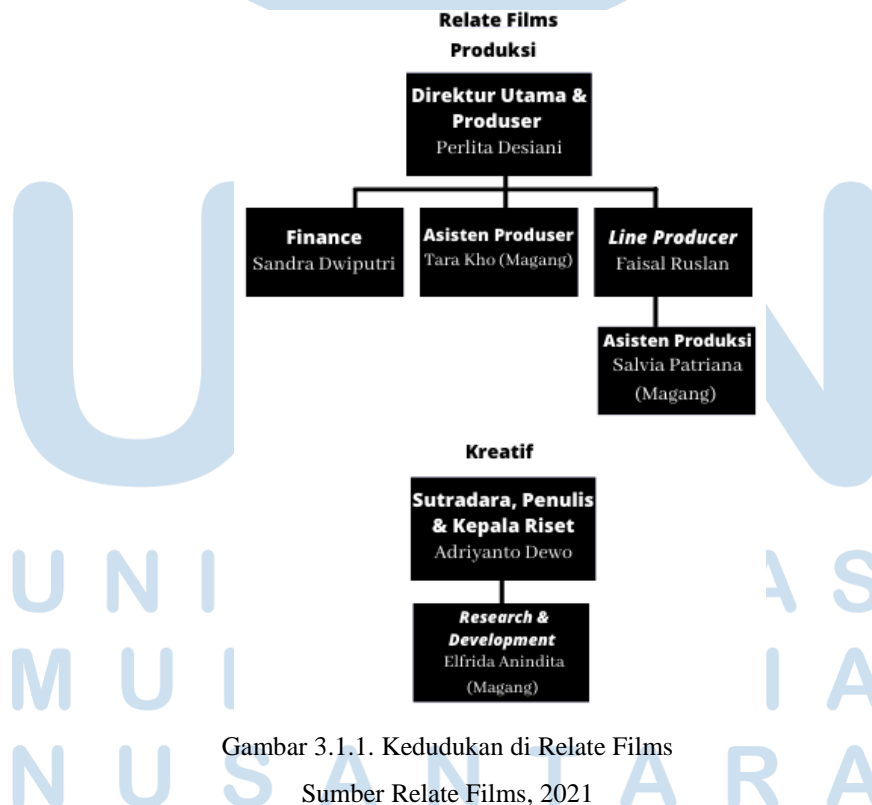 Relate Films
Produksi
Direktur Utama &
Produser
Perlita Desiani
Finance
Sandra Dwiputri
Asisten Produser
Tara Kho (Magang)
Line Producer
Faisal Ruslan
Asisten Produksi
Salvia Patriana
(Magang)
Kreatif
Sutradara, Penulis
& Kepala Riset
Adriyanto Dewo
Research &
Development
Elfrida Anindita
(Magang)
Gambar 3.1.1. Kedudukan di Relate Films
Sumber Relate Films, 2021
NUSANTARA